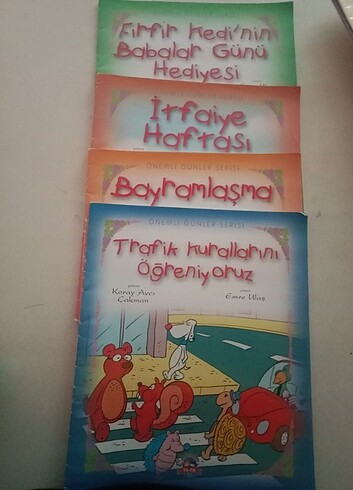 Fırfır Kedi'nin
Babalar Günü
Hediyesi
İtfaiye
Haftası
ÖNEMLİ GÜNLER SERİSİ
Bayramlaşma
ÖNEMLİ GÜNLER SERİSİ
Trafik Kurallarını
Öğreniyoruz
Koray Avcı
Çakman
Emre Ulaş